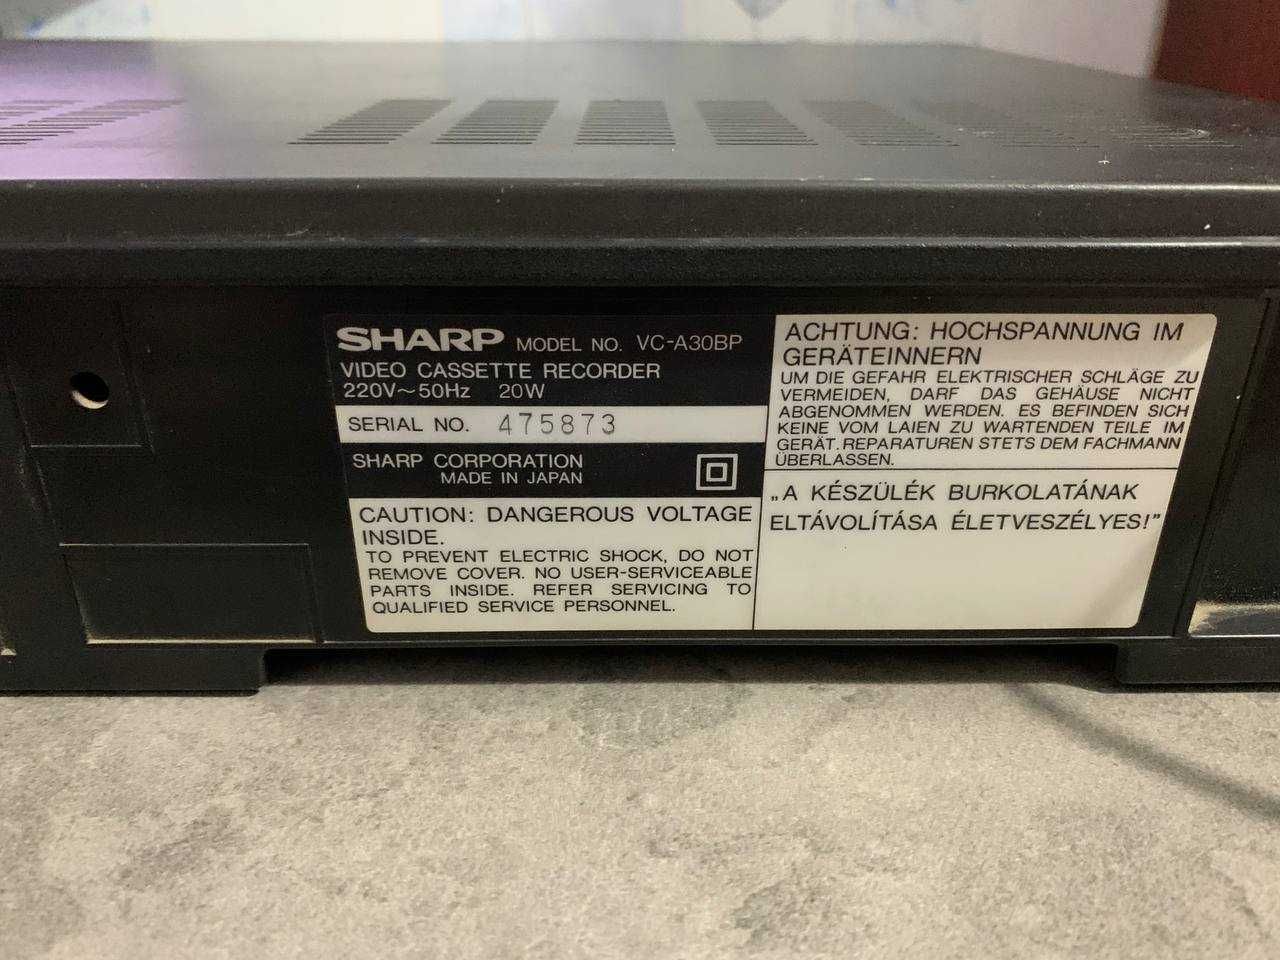 SHARP MODEL NO. VC-A30BP
VIDEO CASSETTE RECORDER
220V～50Hz 20W
SERIAL NO. 475873
SHARP CORPORATION
MADE IN JAPAN
CAUTION: DANGEROUS VOLTAGE
INSIDE.
TO PREVENT ELECTRIC SHOCK, DO NOT
REMOVE COVER. NO USER-SERVICEABLE
PARTS INSIDE. REFER SERVICING TO
QUALIFIED SERVICE PERSONNEL.
ACHTUNG: HOCHSPANNUNG IM
GERÄTEINNERN
UM DIE GEFAHR ELEKTRISCHER SCHLÄGE ZU
VERMEIDEN, DARF DAS GEHÄUSE NICHT
ABGENOMMEN WERDEN. ES BEFINDEN SICH
KEINE VOM LAIEN ZU WARTENDEN TEILE IM
GERÄT. REPARATUREN STETS DEM FACHMANN
ÜBERLASSEN.
„A KÉSZÜLÉK BURKOLATÁNAK
ELTÁVOLÍTÁSA ÉLETVESZÉLYES!”